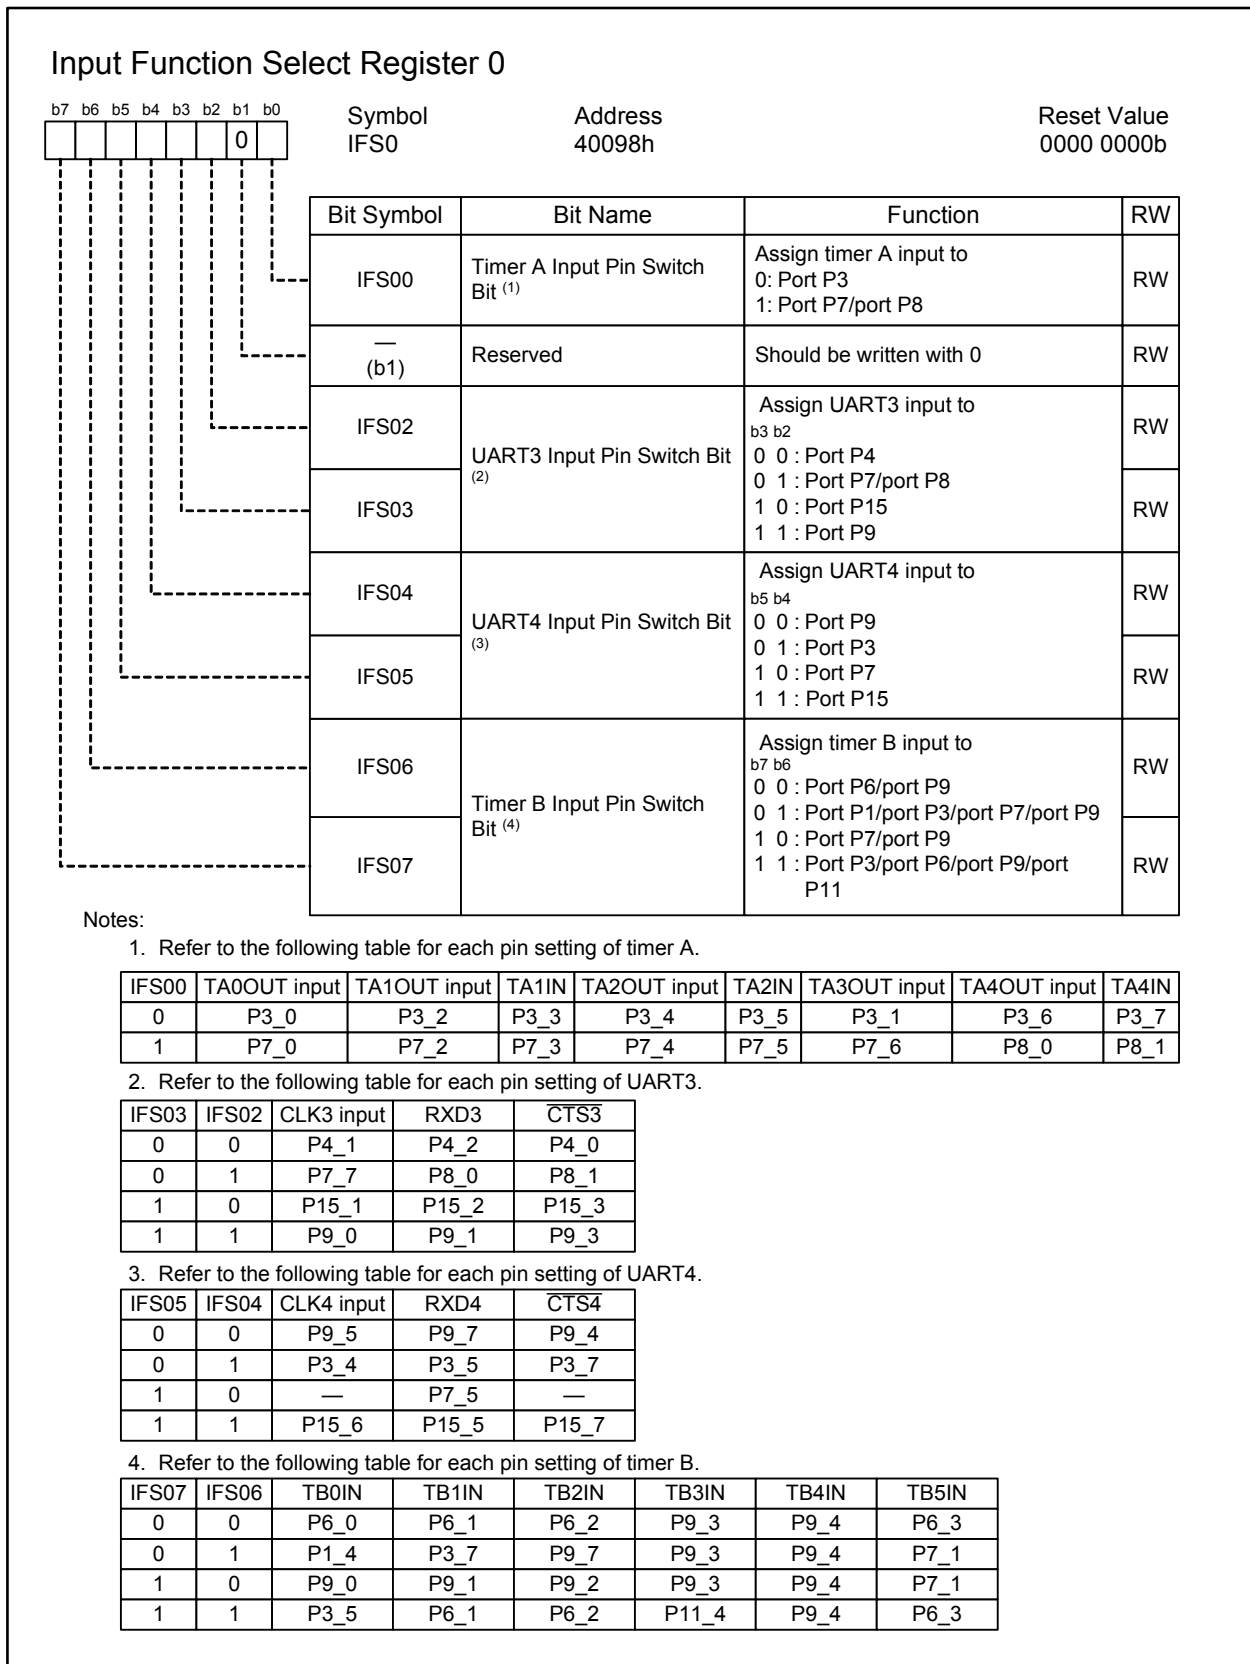 Input Function Select Register 0
b7 b6 b5 b4 b3 b2 b1 b0
0
Symbol Address Reset Value
IFS0 40098h 0000 0000b
Bit Symbol Bit Name Function RW
IFS00 Timer A Input Pin Switch Bit (1) Assign timer A input to RW
0: Port P3
1: Port P7/port P8
— (b1) Reserved Should be written with 0 RW
IFS02 UART3 Input Pin Switch Bit (2) Assign UART3 input to RW
b3 b2
0 0 : Port P4
0 1 : Port P7/port P8
IFS03 1 0 : Port P15 RW
1 1 : Port P9
IFS04 UART4 Input Pin Switch Bit (3) Assign UART4 input to RW
b5 b4
0 0 : Port P9
0 1 : Port P3
IFS05 1 0 : Port P7 RW
1 1 : Port P15
IFS06 Timer B Input Pin Switch Bit (4) Assign timer B input to RW
b7 b6
0 0 : Port P6/port P9
0 1 : Port P1/port P3/port P7/port P9
1 0 : Port P7/port P9
IFS07 1 1 : Port P3/port P6/port P9/port RW
P11
Notes:
1. Refer to the following table for each pin setting of timer A.
IFS00 TA0OUT input TA1OUT input TA1IN TA2OUT input TA2IN TA3OUT input TA4OUT input TA4IN
0 P3_0 P3_2 P3_3 P3_4 P3_5 P3_1 P3_6 P3_7
1 P7_0 P7_2 P7_3 P7_4 P7_5 P7_6 P8_0 P8_1
2. Refer to the following table for each pin setting of UART3.
IFS03 IFS02 CLK3 input RXD3 C̅T̅S̅3̅
0 0 P4_1 P4_2 P4_0
0 1 P7_7 P8_0 P8_1
1 0 P15_1 P15_2 P15_3
1 1 P9_0 P9_1 P9_3
3. Refer to the following table for each pin setting of UART4.
IFS05 IFS04 CLK4 input RXD4 C̅T̅S̅4̅
0 0 P9_5 P9_7 P9_4
0 1 P3_4 P3_5 P3_7
1 0 — P7_5 —
1 1 P15_6 P15_5 P15_7
4. Refer to the following table for each pin setting of timer B.
IFS07 IFS06 TB0IN TB1IN TB2IN TB3IN TB4IN TB5IN
0 0 P6_0 P6_1 P6_2 P9_3 P9_4 P6_3
0 1 P1_4 P3_7 P9_7 P9_3 P9_4 P7_1
1 0 P9_0 P9_1 P9_2 P9_3 P9_4 P7_1
1 1 P3_5 P6_1 P6_2 P11_4 P9_4 P6_3